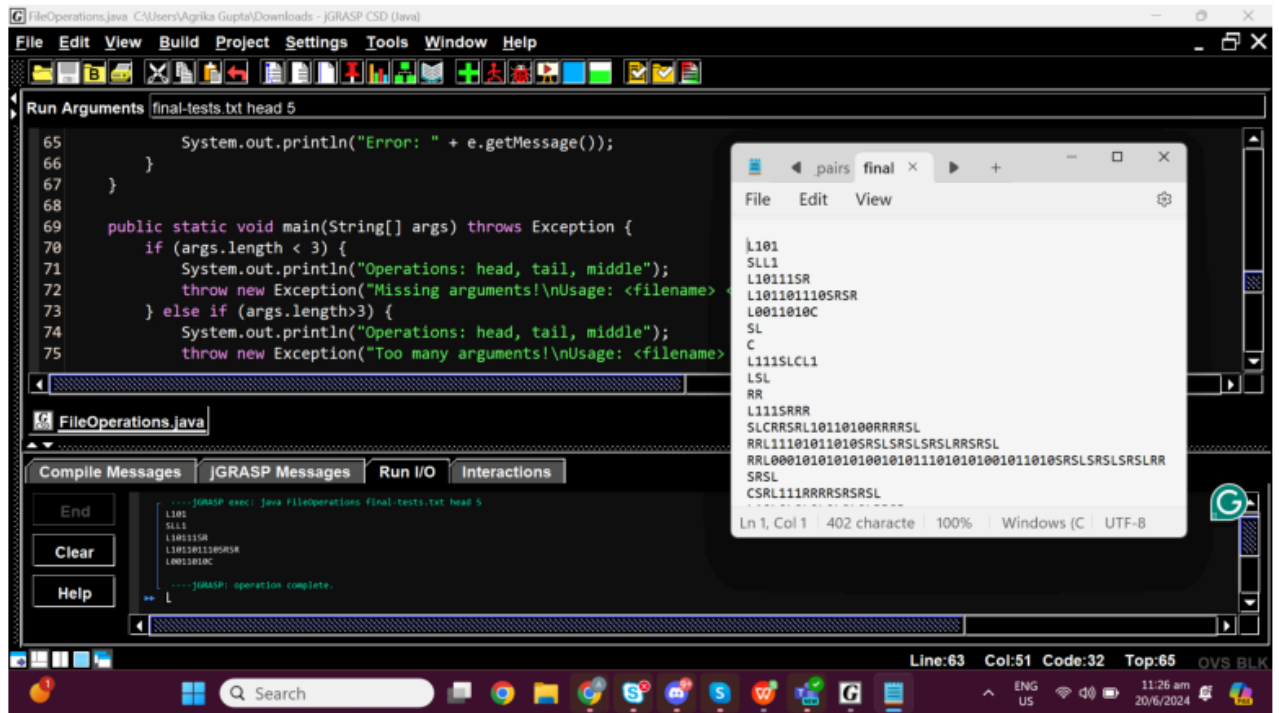 FileOperations.java C:\Users\Agrika Gupta\Downloads - jGRASP CSD (Java)
File Edit View Build Project Settings Tools Window Help
Run Arguments final-tests.txt head 5
65 System.out.println("Error: " + e.getMessage());
66 }
67 }
68
69 public static void main(String[] args) throws Exception {
70 if (args.length < 3) {
71 System.out.println("Operations: head, tail, middle");
72 throw new Exception("Missing arguments!\nUsage: <filename> <
73 } else if (args.length>3) {
74 System.out.println("Operations: head, tail, middle");
75 throw new Exception("Too many arguments!\nUsage: <filename>
FileOperations.java
Compile Messages jGRASP Messages Run I/O Interactions
End
Clear
Help
----jGRASP exec: java FileOperations final-tests.txt head 5
L101
SLL1
L10111SR
L101101110SRSR
L0011010C
----jGRASP: operation complete.
pairs final
File Edit View
L101
SLL1
L10111SR
L101101110SRSR
L0011010C
SL
C
L111SLCL1
LSL
RR
L111SRRR
SLCRRSRL10110100RRRRSL
RRL11101011010SRSLSRSLSRSLRRSRSL
RRL00010101010100101011101010100101101​0SRSLSRSLSRSLRR
SRSL
CSRL111RRRRSRSRSL
Ln 1, Col 1 402 characte 100% Windows (C UTF-8
Line:63 Col:51 Code:32 Top:65 OVS BLK
Search
ENG
US
11:26 am
20/6/2024